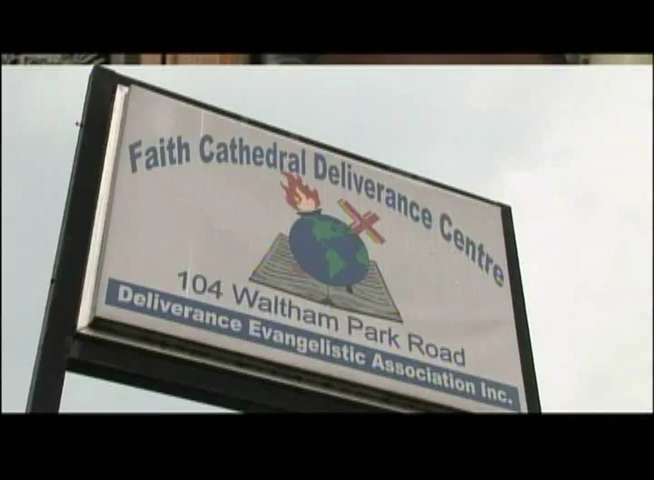 Faith Cathedral Deliverance Centre
104 Waltham Park Road
Deliverance Evangelistic Association Inc.